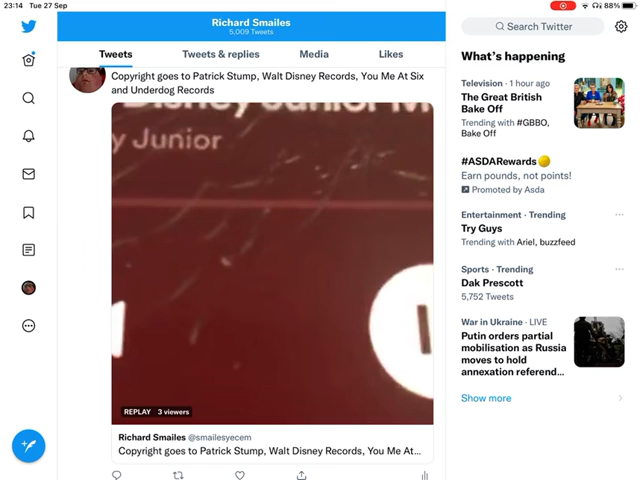 23:14 Tue 27 Sep
88%
Richard Smailes
5,009 Tweets
Search Twitter
Tweets
Tweets & replies
Media
Likes
Copyright goes to Patrick Stump, Walt Disney Records, You Me At Six
and Underdog Records
Disney Junior M
y Junior
REPLAY 3 viewers
Richard Smailes @smailesyecem
Copyright goes to Patrick Stump, Walt Disney Records, You Me At...
What's happening
Television · 1 hour ago
The Great British
Bake Off
Trending with #GBBO,
Bake Off
#ASDARewards
Earn pounds, not points!
Promoted by Asda
Entertainment · Trending
Try Guys
Trending with Ariel, buzzfeed
Sports · Trending
Dak Prescott
5,752 Tweets
War in Ukraine · LIVE
Putin orders partial
mobilisation as Russia
moves to hold
annexation referend...
Show more